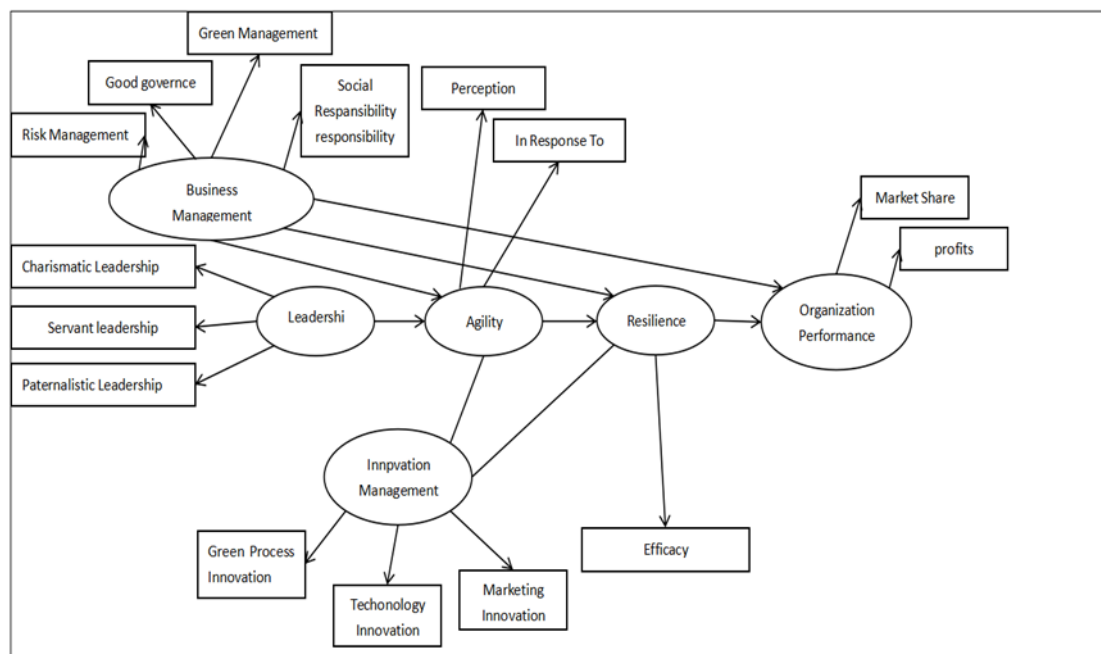 Green Management
Good governce
Social
Respansibility
responsibility
Perception
Risk Management
In Response To
Business
Management
Market Share
profits
Charismatic Leadership
Servant leadership
Leadershi
Agility
Resilience
Organization
Performance
Paternalistic Leadership
Innpvation
Management
Green Process
Innovation
Efficacy
Techonology
Innovation
Marketing
Innovation